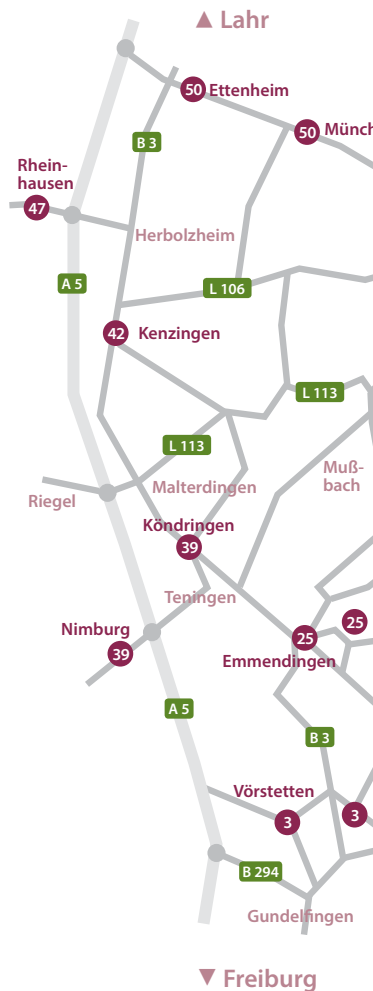 ▲ Lahr
50 Ettenheim
50 Münch
B 3
Rhein-
hausen
47
Herbolzheim
A 5
L 106
42 Kenzingen
L 113
L 113
Muß-
bach
Malterdingen
Riegel
Köndringen
39
Teningen
Nimburg
39
25
25
Emmendingen
A 5
B 3
Vörstetten
3
3
B 294
Gundelfingen
▼ Freiburg